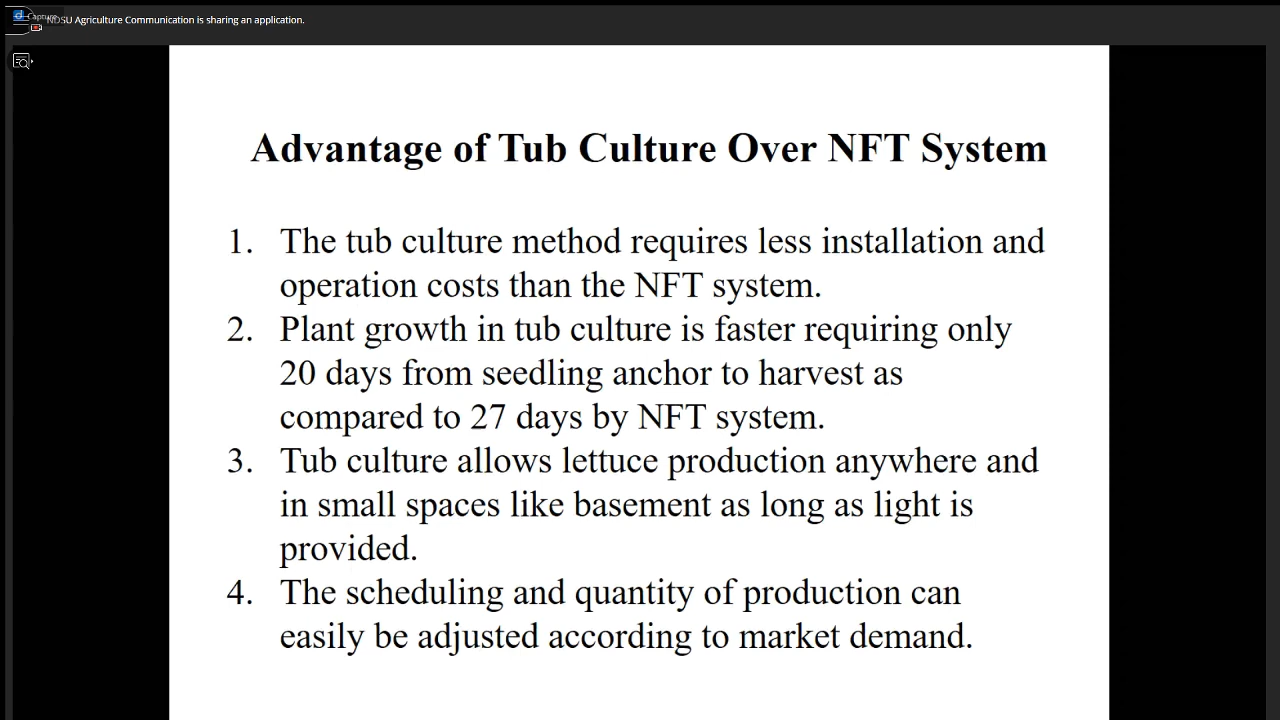 Capture
NDSU Agriculture Communication is sharing an application.
Advantage of Tub Culture Over NFT System
1. The tub culture method requires less installation and
operation costs than the NFT system.
2. Plant growth in tub culture is faster requiring only
20 days from seedling anchor to harvest as
compared to 27 days by NFT system.
3. Tub culture allows lettuce production anywhere and
in small spaces like basement as long as light is
provided.
4. The scheduling and quantity of production can
easily be adjusted according to market demand.